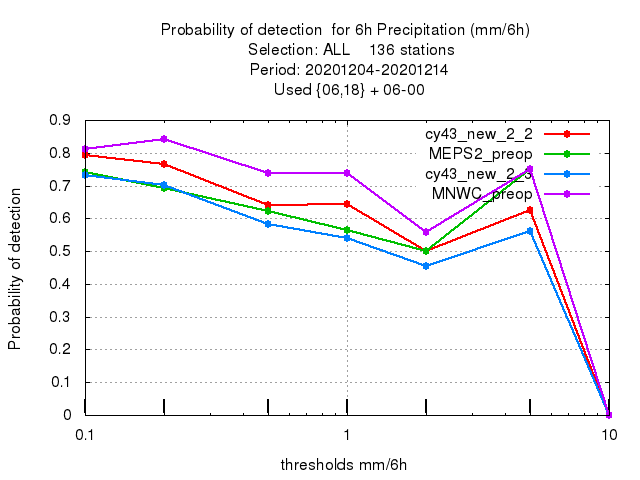 Probability of detection for 6h Precipitation (mm/6h)
Selection: ALL 136 stations
Period: 20201204-20201214
Used {06,18} + 06-00
Probability of detection
0.9
0.8
0.7
0.6
0.5
0.4
0.3
0.2
0.1
0
cy43_new_2_2
MEPS2_preop
cy43_new_2_3
MNWC_preop
0.1
1
10
thresholds mm/6h